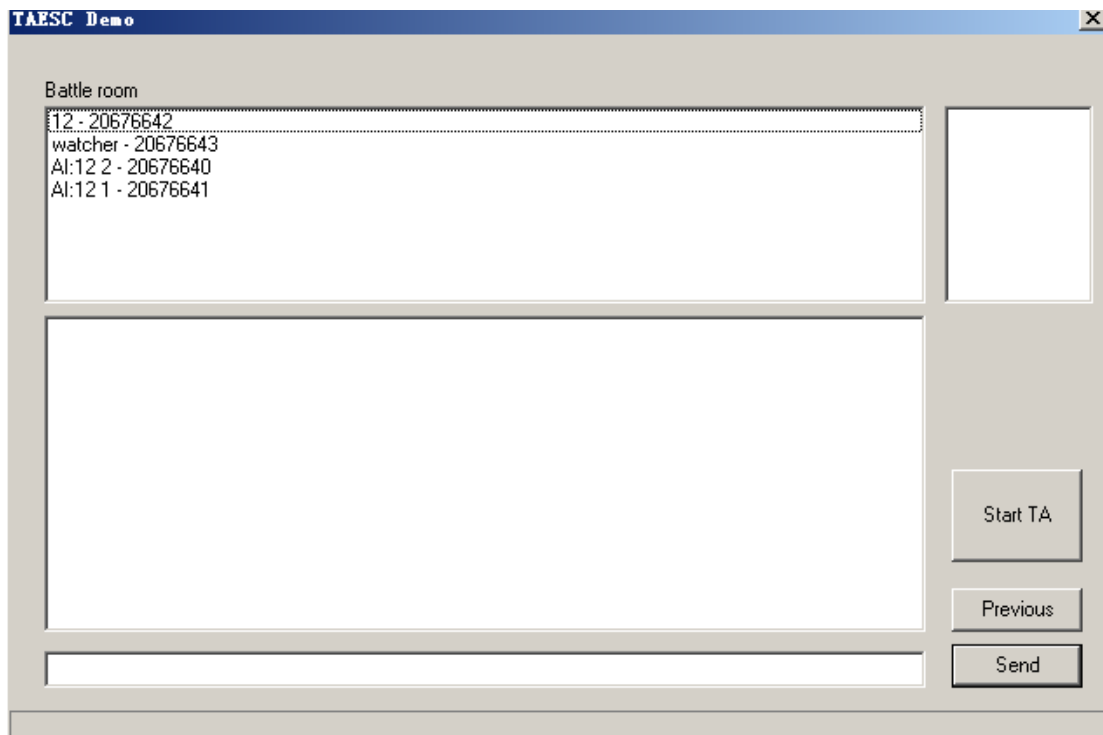 TAESC Demo
Battle room
12 - 20676642
watcher - 20676643
AI:12 2 - 20676640
AI:12 1 - 20676641
Start TA
Previous
Send